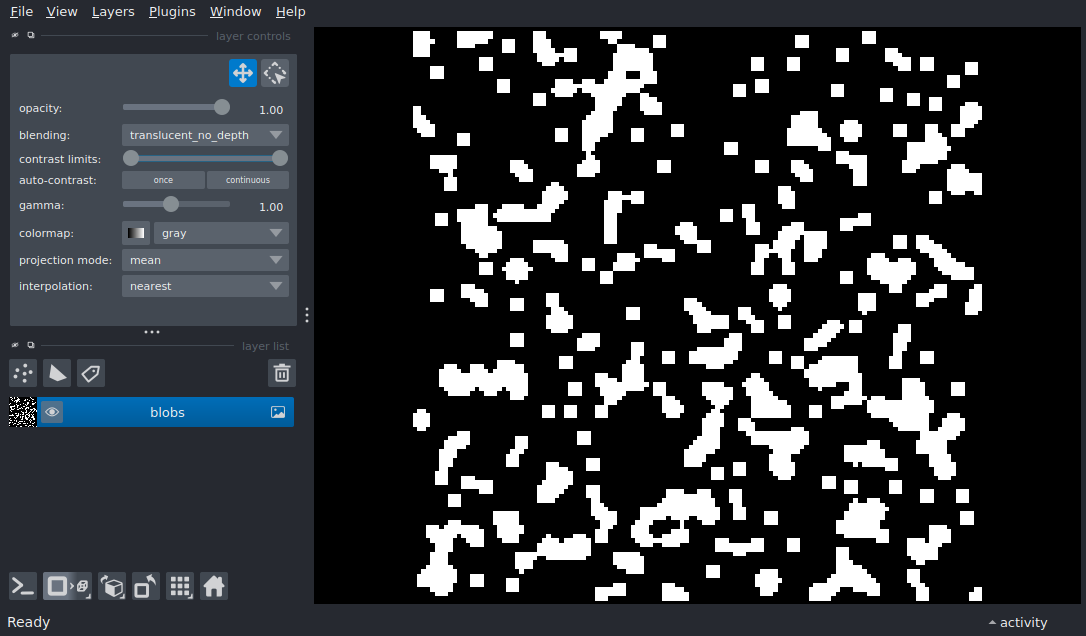 File View Layers Plugins Window Help
layer controls
opacity: 1.00
blending: translucent_no_depth
contrast limits:
auto-contrast: once continuous
gamma: 1.00
colormap: gray
projection mode: mean
interpolation: nearest
layer list
blobs
Ready activity